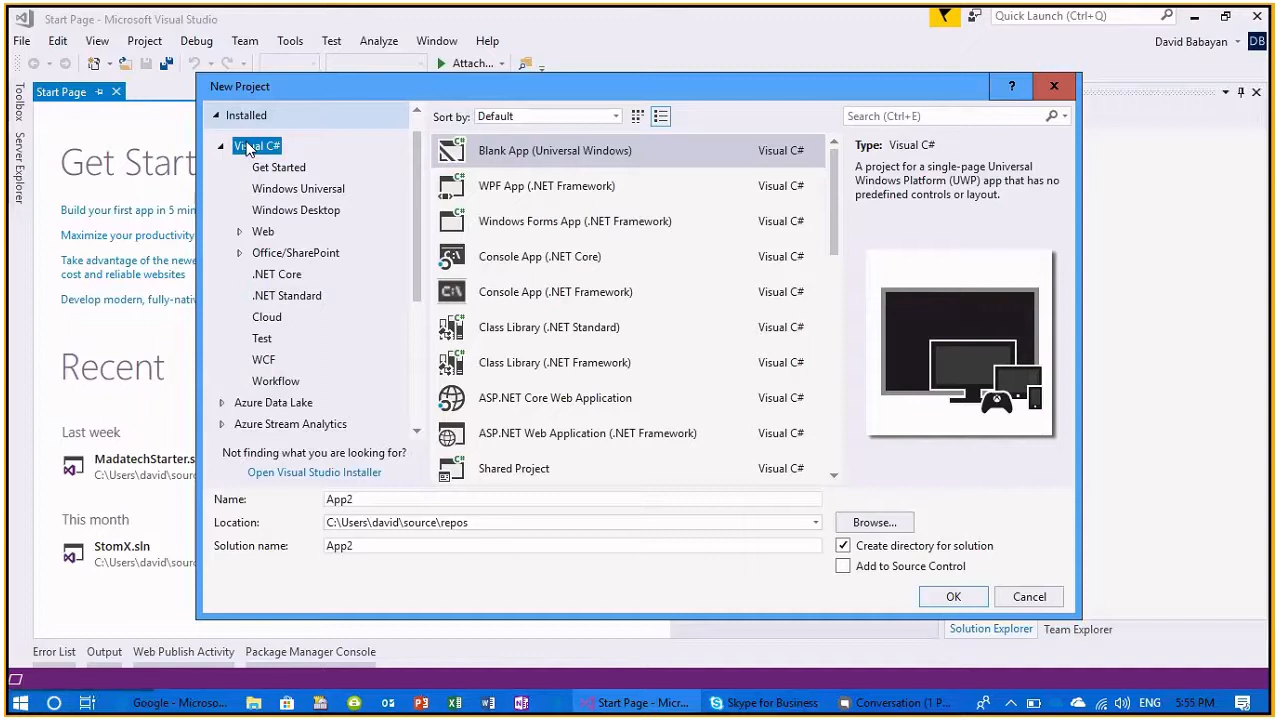 Start Page - Microsoft Visual Studio
Quick Launch (Ctrl+Q)
File Edit View Project Debug Team Tools Test Analyze Window Help
David Babayan DB
Attach...
Toolbox
Server Explorer
Start Page
Get Start
Build your first app in 5 min
Maximize your productivity
Take advantage of the newe
cost and reliable websites
Develop modern, fully-nativ
Recent
Last week
MadatechStarter.s
C:\Users\david\sourc
This month
StomX.sln
C:\Users\david\sourc
New Project
?
Installed
Visual C#
Get Started
Windows Universal
Windows Desktop
Web
Office/SharePoint
.NET Core
.NET Standard
Cloud
Test
WCF
Workflow
Azure Data Lake
Azure Stream Analytics
Not finding what you are looking for?
Open Visual Studio Installer
Sort by: Default
Blank App (Universal Windows) Visual C#
WPF App (.NET Framework) Visual C#
Windows Forms App (.NET Framework) Visual C#
Console App (.NET Core) Visual C#
Console App (.NET Framework) Visual C#
Class Library (.NET Standard) Visual C#
Class Library (.NET Framework) Visual C#
ASP.NET Core Web Application Visual C#
ASP.NET Web Application (.NET Framework) Visual C#
Shared Project Visual C#
Search (Ctrl+E)
Type: Visual C#
A project for a single-page Universal
Windows Platform (UWP) app that has no
predefined controls or layout.
Name: App2
Location: C:\Users\david\source\repos
Browse...
Solution name: App2
Create directory for solution
Add to Source Control
OK Cancel
Solution Explorer Team Explorer
Error List Output Web Publish Activity Package Manager Console
Google - Microso...
Start Page - Micr...
Skype for Business
Conversation (1 P...
ENG 5:55 PM